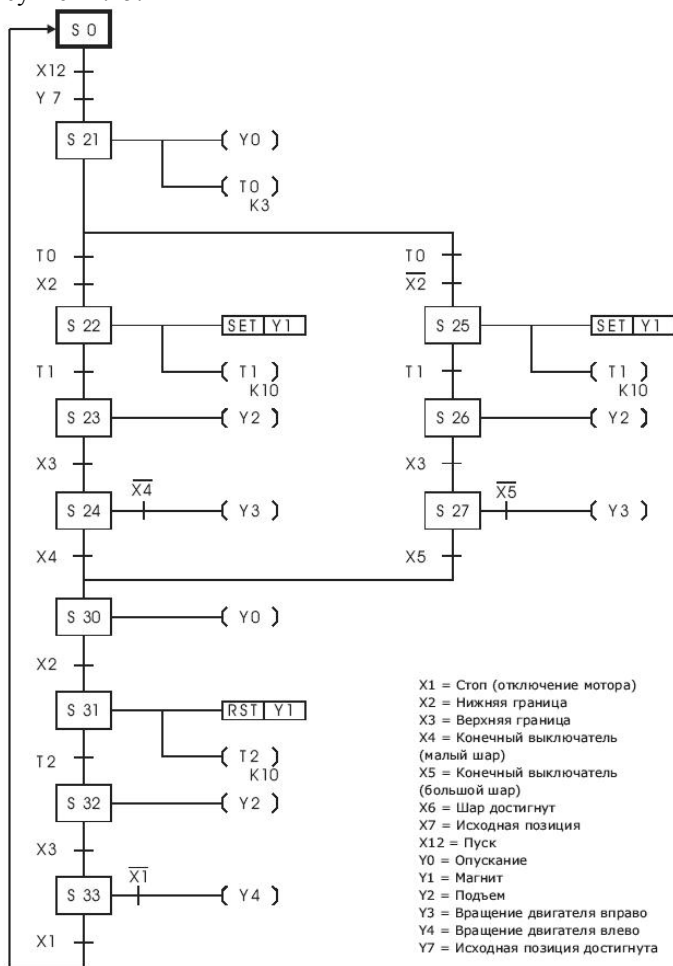 S 0
X12
Y 7
S 21
( Y0 )
( T0 )
K3
T0
T0
X2
X̅2̅
S 22
SET Y1
S 25
SET Y1
T1
( T1 )
K10
T1
( T1 )
K10
S 23
( Y2 )
S 26
( Y2 )
X3
X3
X̅4̅
X̅5̅
S 24
( Y3 )
S 27
( Y3 )
X4
X5
S 30
( Y0 )
X2
S 31
RST Y1
T2
( T2 )
K10
S 32
( Y2 )
X3
X̅1̅
S 33
( Y4 )
X1
X1 = Стоп (отключение мотора)
X2 = Нижняя граница
X3 = Верхняя граница
X4 = Конечный выключатель
(малый шар)
X5 = Конечный выключатель
(большой шар)
X6 = Шар достигнут
X7 = Исходная позиция
X12 = Пуск
Y0 = Опускание
Y1 = Магнит
Y2 = Подъем
Y3 = Вращение двигателя вправо
Y4 = Вращение двигателя влево
Y7 = Исходная позиция достигнута